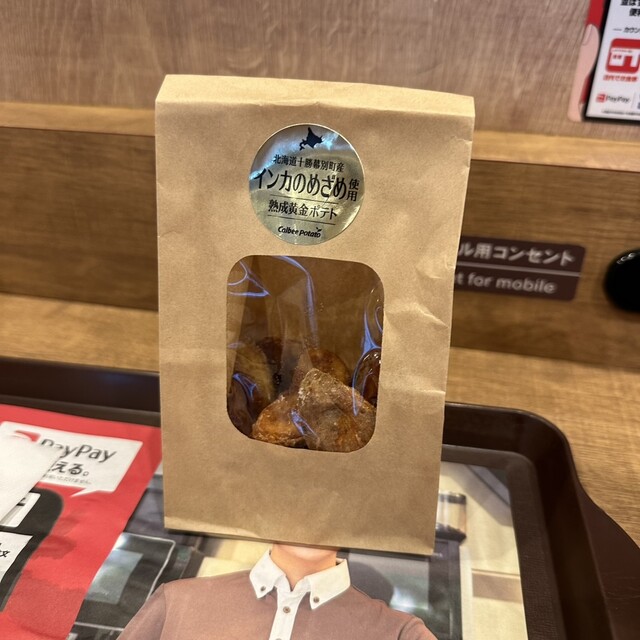 北海道十勝幕別町産
インカのめざめ使用
熟成黄金ポテト
Calbee Potato
PayPay
ル用コンセント
t for mobile
PayPay
える。